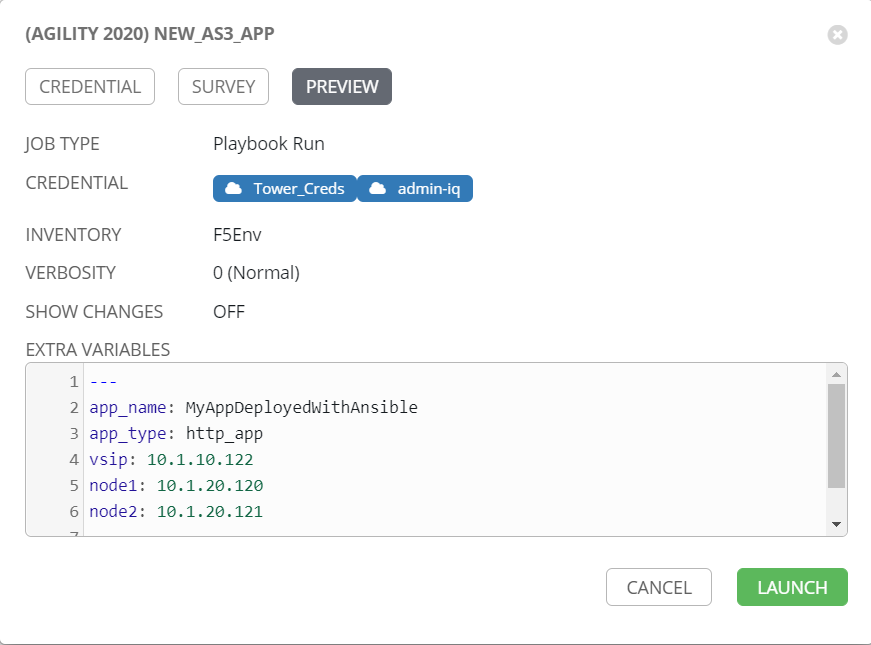 (AGILITY 2020) NEW_AS3_APP
CREDENTIAL SURVEY PREVIEW
JOB TYPE Playbook Run
CREDENTIAL Tower_Creds admin-iq
INVENTORY F5Env
VERBOSITY 0 (Normal)
SHOW CHANGES OFF
EXTRA VARIABLES
1 ---
2 app_name: MyAppDeployedWithAnsible
3 app_type: http_app
4 vsip: 10.1.10.122
5 node1: 10.1.20.120
6 node2: 10.1.20.121
7
CANCEL LAUNCH